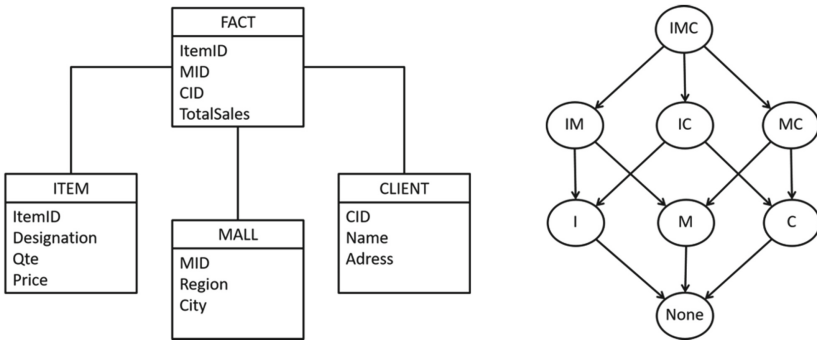 FACT
ItemID
MID
CID
TotalSales
ITEM
ItemID
Designation
Qte
Price
MALL
MID
Region
City
CLIENT
CID
Name
Adress
IMC
IM
IC
MC
I
M
C
None